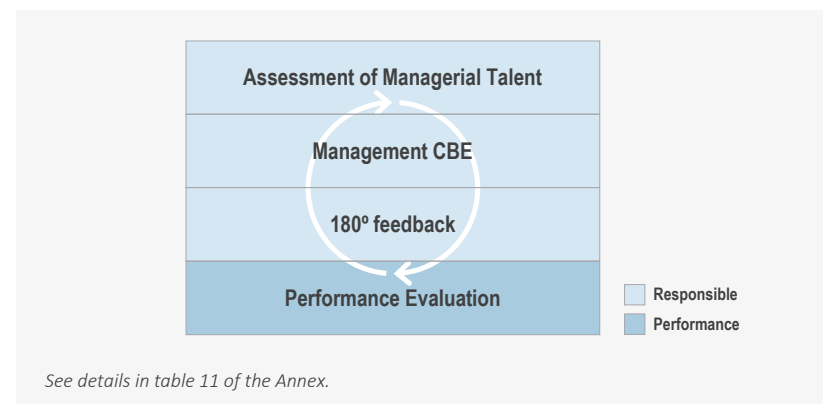 Assessment of Managerial Talent
Management CBE
180º feedback
Performance Evaluation
Responsible
Performance
See details in table 11 of the Annex.